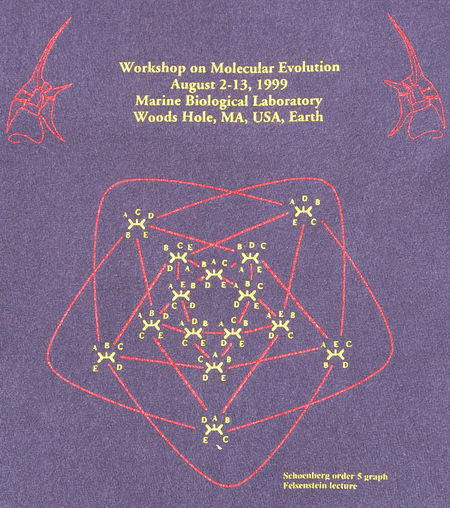 Workshop on Molecular Evolution
August 2-13, 1999
Marine Biological Laboratory
Woods Hole, MA, USA, Earth
A D B
E C
A C D
B E
B C E
D A
B D C
A E
B A C
D E
A E B
C D
A B C
D E
A B D
C E
A D B
C E
A C B
D E
A E B
D C
A B C
E D
A E C
B D
C A B
D E
D A B
E C
Schoenberg order 5 graph
Felsenstein lecture